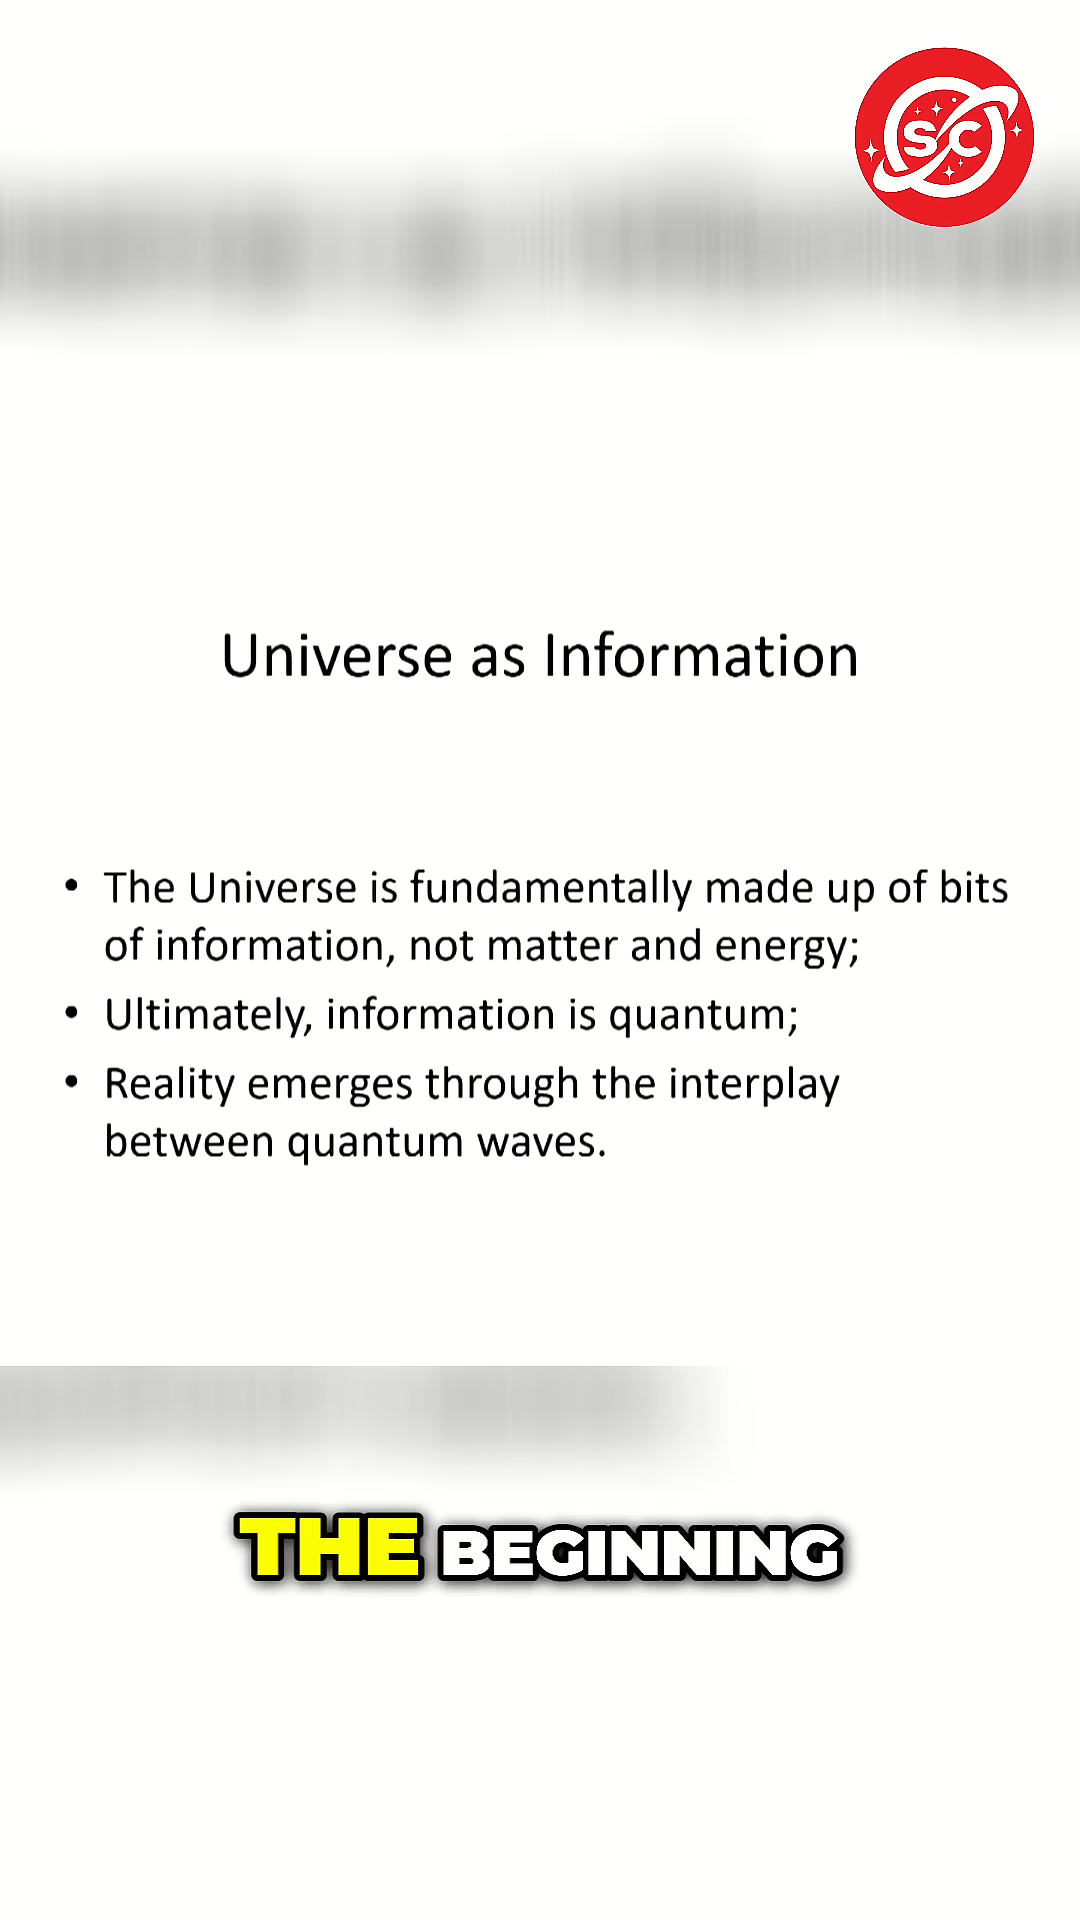 SC
Universe as Information
• The Universe is fundamentally made up of bits
of information, not matter and energy;
• Ultimately, information is quantum;
• Reality emerges through the interplay
between quantum waves.
THE BEGINNING